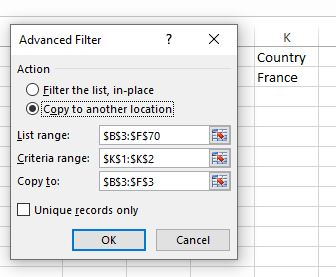 K
Advanced Filter ? ×
Country
Action
France
Filter the list, in-place
Copy to another location
List range: $B$3:$F$70
Criteria range: $K$1:$K$2
Copy to: $B$3:$F$3
Unique records only
OK Cancel